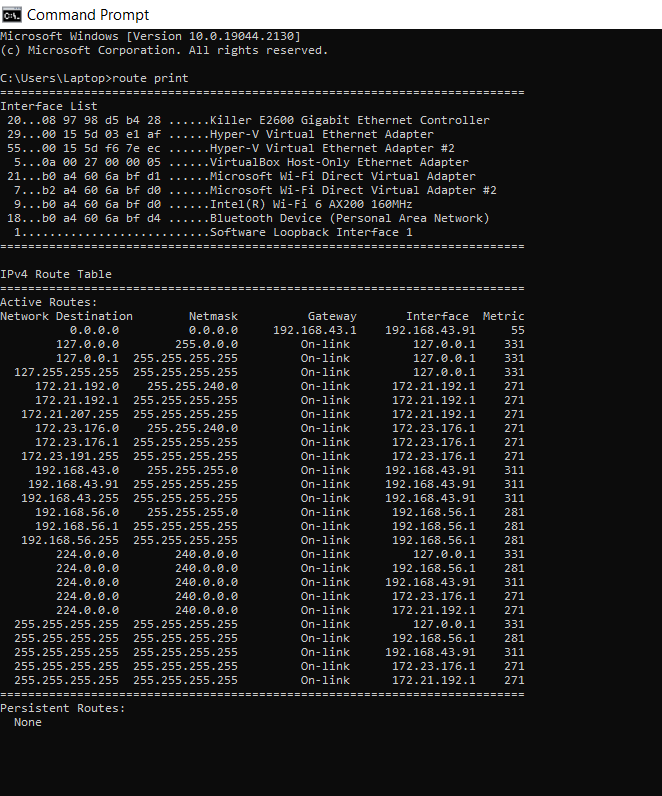 Command Prompt
Microsoft Windows [Version 10.0.19044.2130]
(c) Microsoft Corporation. All rights reserved.
C:\Users\Laptop>route print
===========================================================================
Interface List
 20...08 97 98 d5 b4 28 ......Killer E2600 Gigabit Ethernet Controller
 29...00 15 5d 03 e1 af ......Hyper-V Virtual Ethernet Adapter
 55...00 15 5d f6 7e ec ......Hyper-V Virtual Ethernet Adapter #2
  5...0a 00 27 00 00 05 ......VirtualBox Host-Only Ethernet Adapter
 21...b0 a4 60 6a bf d1 ......Microsoft Wi-Fi Direct Virtual Adapter
  7...b2 a4 60 6a bf d0 ......Microsoft Wi-Fi Direct Virtual Adapter #2
  9...b0 a4 60 6a bf d0 ......Intel(R) Wi-Fi 6 AX200 160MHz
 18...b0 a4 60 6a bf d4 ......Bluetooth Device (Personal Area Network)
  1...........................Software Loopback Interface 1
===========================================================================
IPv4 Route Table
===========================================================================
Active Routes:
Network Destination        Netmask          Gateway       Interface  Metric
          0.0.0.0          0.0.0.0     192.168.43.1    192.168.43.91     55
        127.0.0.0        255.0.0.0         On-link         127.0.0.1    331
        127.0.0.1  255.255.255.255         On-link         127.0.0.1    331
  127.255.255.255  255.255.255.255         On-link         127.0.0.1    331
     172.21.192.0    255.255.240.0         On-link      172.21.192.1    271
     172.21.192.1  255.255.255.255         On-link      172.21.192.1    271
   172.21.207.255  255.255.255.255         On-link      172.21.192.1    271
     172.23.176.0    255.255.240.0         On-link      172.23.176.1    271
     172.23.176.1  255.255.255.255         On-link      172.23.176.1    271
   172.23.191.255  255.255.255.255         On-link      172.23.176.1    271
     192.168.43.0    255.255.255.0         On-link     192.168.43.91    311
    192.168.43.91  255.255.255.255         On-link     192.168.43.91    311
   192.168.43.255  255.255.255.255         On-link     192.168.43.91    311
     192.168.56.0    255.255.255.0         On-link      192.168.56.1    281
     192.168.56.1  255.255.255.255         On-link      192.168.56.1    281
   192.168.56.255  255.255.255.255         On-link      192.168.56.1    281
        224.0.0.0        240.0.0.0         On-link         127.0.0.1    331
        224.0.0.0        240.0.0.0         On-link      192.168.56.1    281
        224.0.0.0        240.0.0.0         On-link     192.168.43.91    311
        224.0.0.0        240.0.0.0         On-link      172.23.176.1    271
        224.0.0.0        240.0.0.0         On-link      172.21.192.1    271
  255.255.255.255  255.255.255.255         On-link         127.0.0.1    331
  255.255.255.255  255.255.255.255         On-link      192.168.56.1    281
  255.255.255.255  255.255.255.255         On-link     192.168.43.91    311
  255.255.255.255  255.255.255.255         On-link      172.23.176.1    271
  255.255.255.255  255.255.255.255         On-link      172.21.192.1    271
===========================================================================
Persistent Routes:
  None